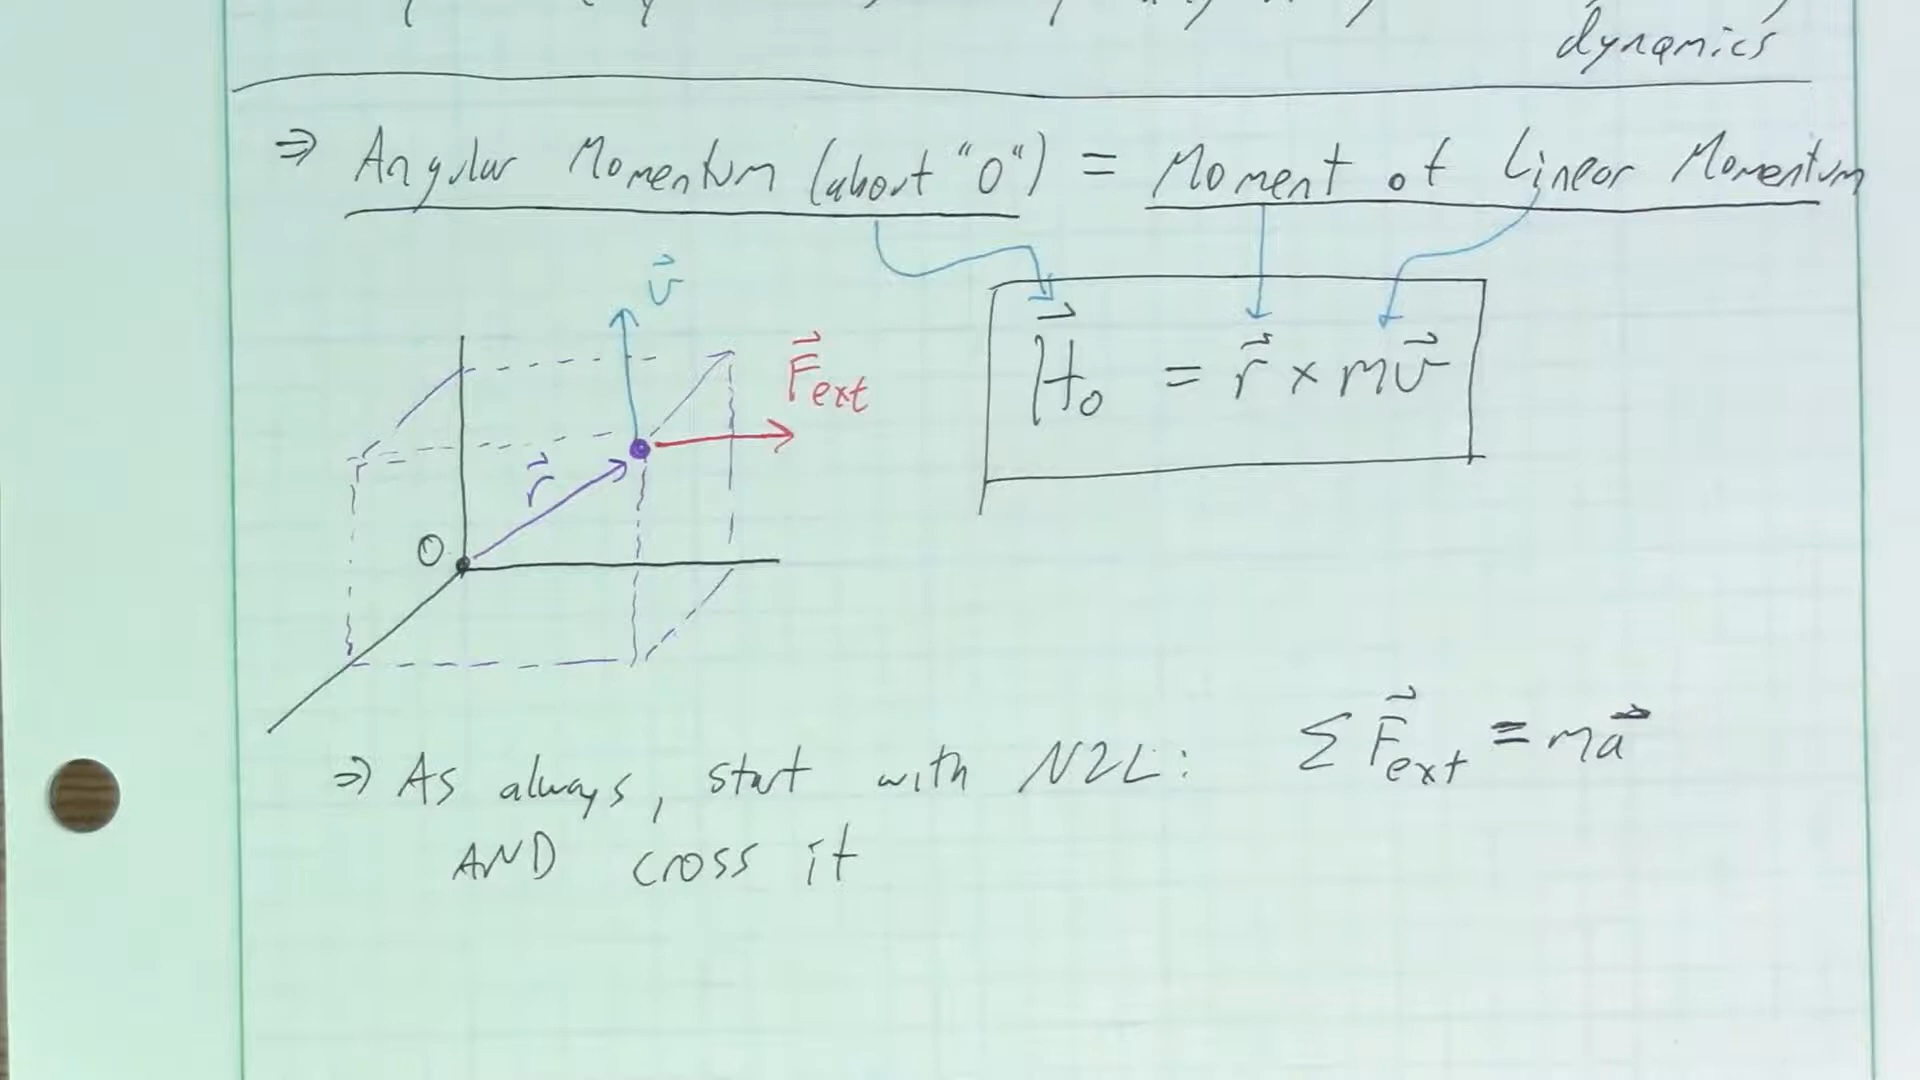 dynamics
⇒ Angular Momentum (about "O") = Moment of Linear Momentum
v⃗
F⃗ext
H⃗o = r⃗ × mv⃗
r⃗
O
⇒ As always, start with N2L: ΣF⃗ext = ma⃗
AND cross it